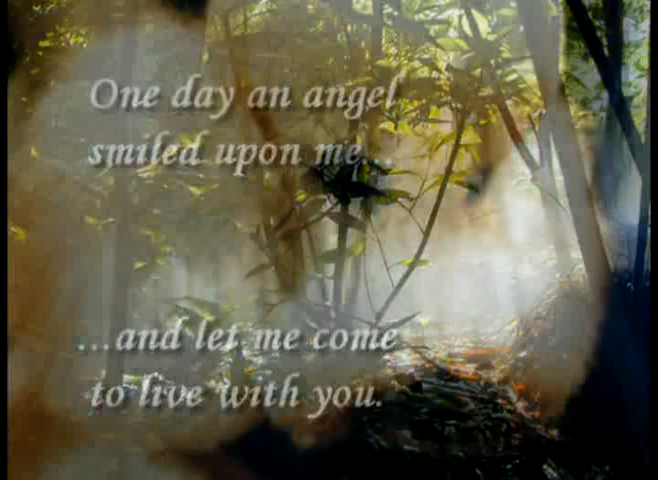 One day an angel
smiled upon me...
...and let me come
to live with you.